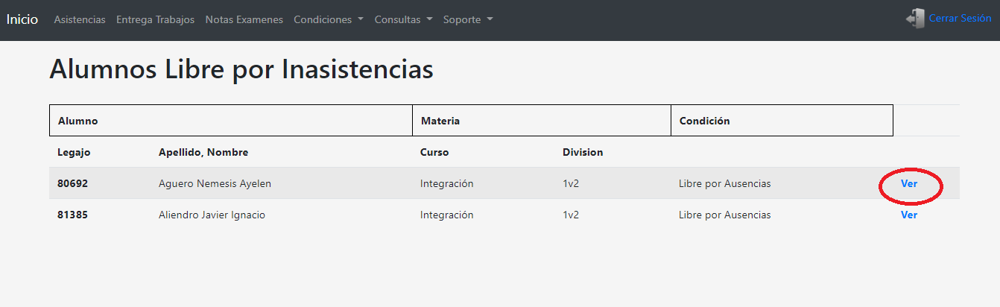 Inicio Asistencias Entrega Trabajos Notas Examenes Condiciones Consultas Soporte Cerrar Sesión
Alumnos Libre por Inasistencias
Alumno Materia Condición
Legajo Apellido, Nombre Curso Division
80692 Aguero Nemesis Ayelen Integración 1v2 Libre por Ausencias Ver
81385 Aliendro Javier Ignacio Integración 1v2 Libre por Ausencias Ver